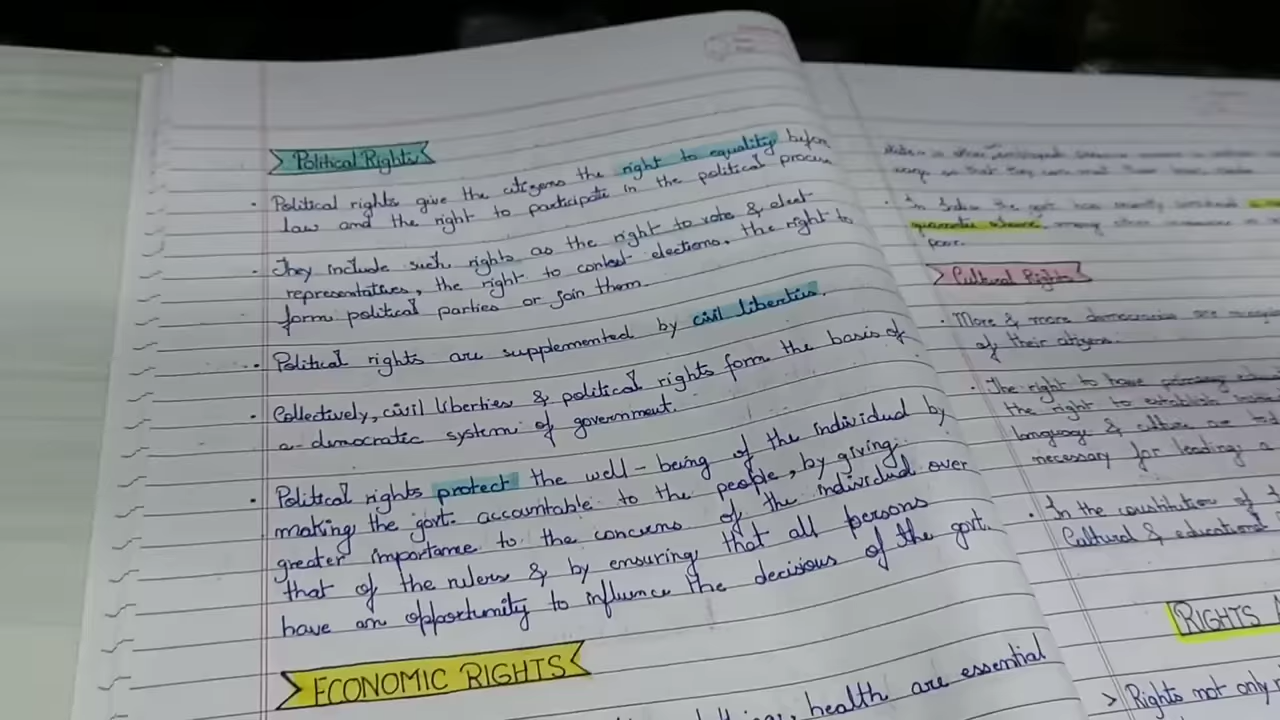 Political Rights
• Political rights give the citizens the right to equality before
law and the right to participate in the political process
• They include such rights as the right to vote & elect
representatives, the right to contest elections, the right to
form political parties or join them.
• Political rights are supplemented by civil liberties.
• Collectively, civil liberties & political rights form the basis of
a democratic system of government.
• Political rights protect the well-being of the individual by
making the govt. accountable to the people, by giving
greater importance to the concerns of the individual over
that of the rulers & by ensuring that all persons
have an opportunity to influence the decisions of the govt.
ECONOMIC RIGHTS
health are essential
poor.
Cultural Rights
• More & more democracies are
of their citizens.
• The right to have primary
the right to establish
language & culture are
necessary for leading a
• In the constitution of
Cultural & educational
RIGHTS
> Rights not only